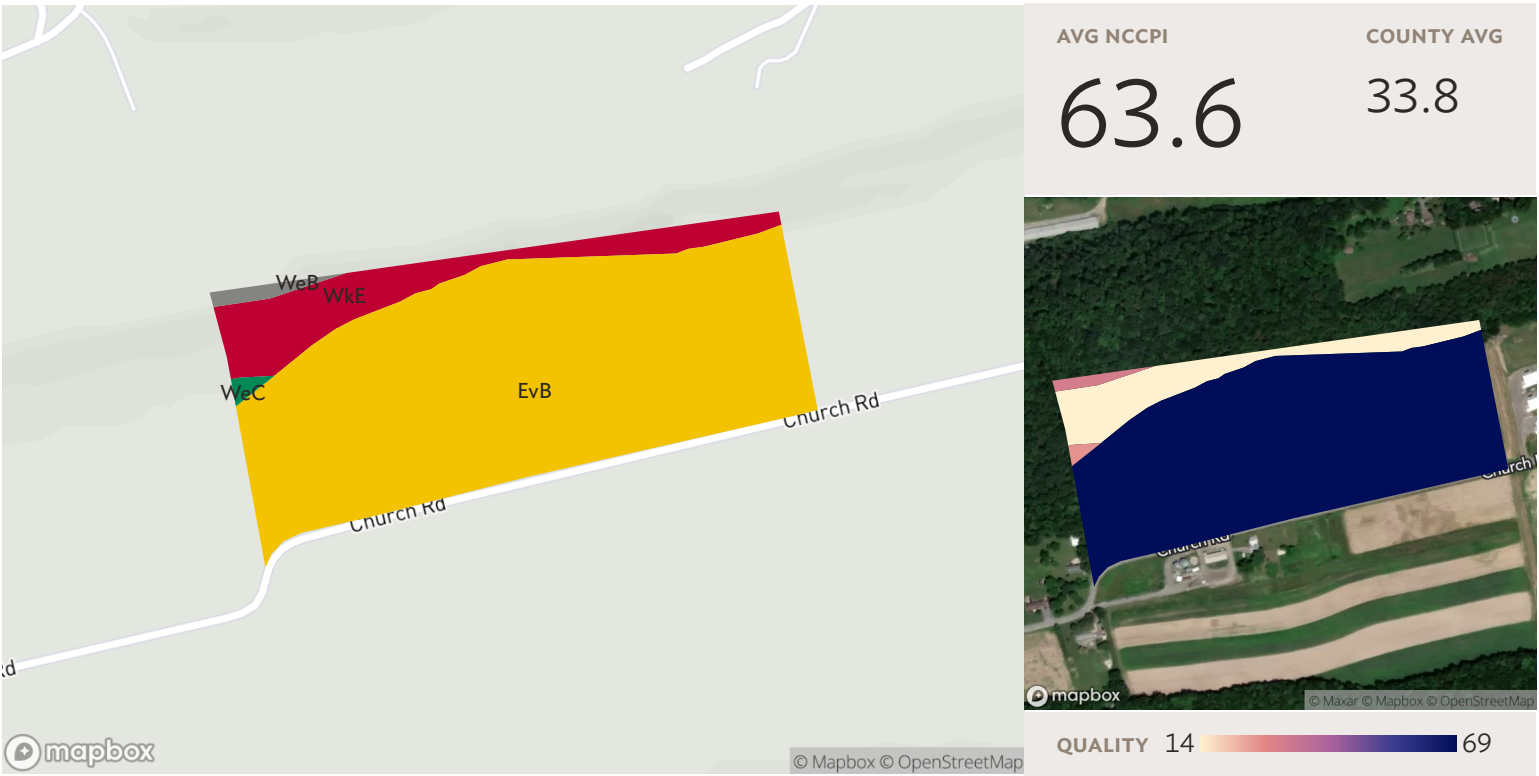 WeB
WkE
WeC
EvB
Church Rd
Church Rd
mapbox
© Mapbox © OpenStreetMap
AVG NCCPI
COUNTY AVG
63.6
33.8
Church
Church Rd
mapbox
© Maxar © Mapbox © OpenStreetMap
QUALITY 14 69